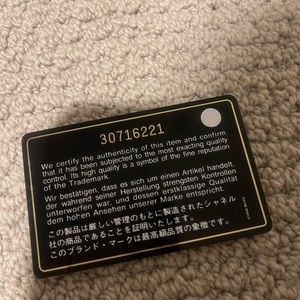 30716221
We certify the authenticity of this item and confirm
that it has been subjected to the most exacting quality
control. Its high quality is a symbol of the fine reputation
of the Trademark.
Wir bestätigen, dass es sich um einen Artikel handelt,
der während seiner Herstellung strengsten Kontrollen
unterworfen war und dessen erstklassige Qualität
dem hohen Ansehen unserer Marke entspricht.
この製品は厳しい管理のもとに製造されたシャネル
社の商品であることを証明いたします。
このブランド・マークは最高級品質の象徴です。